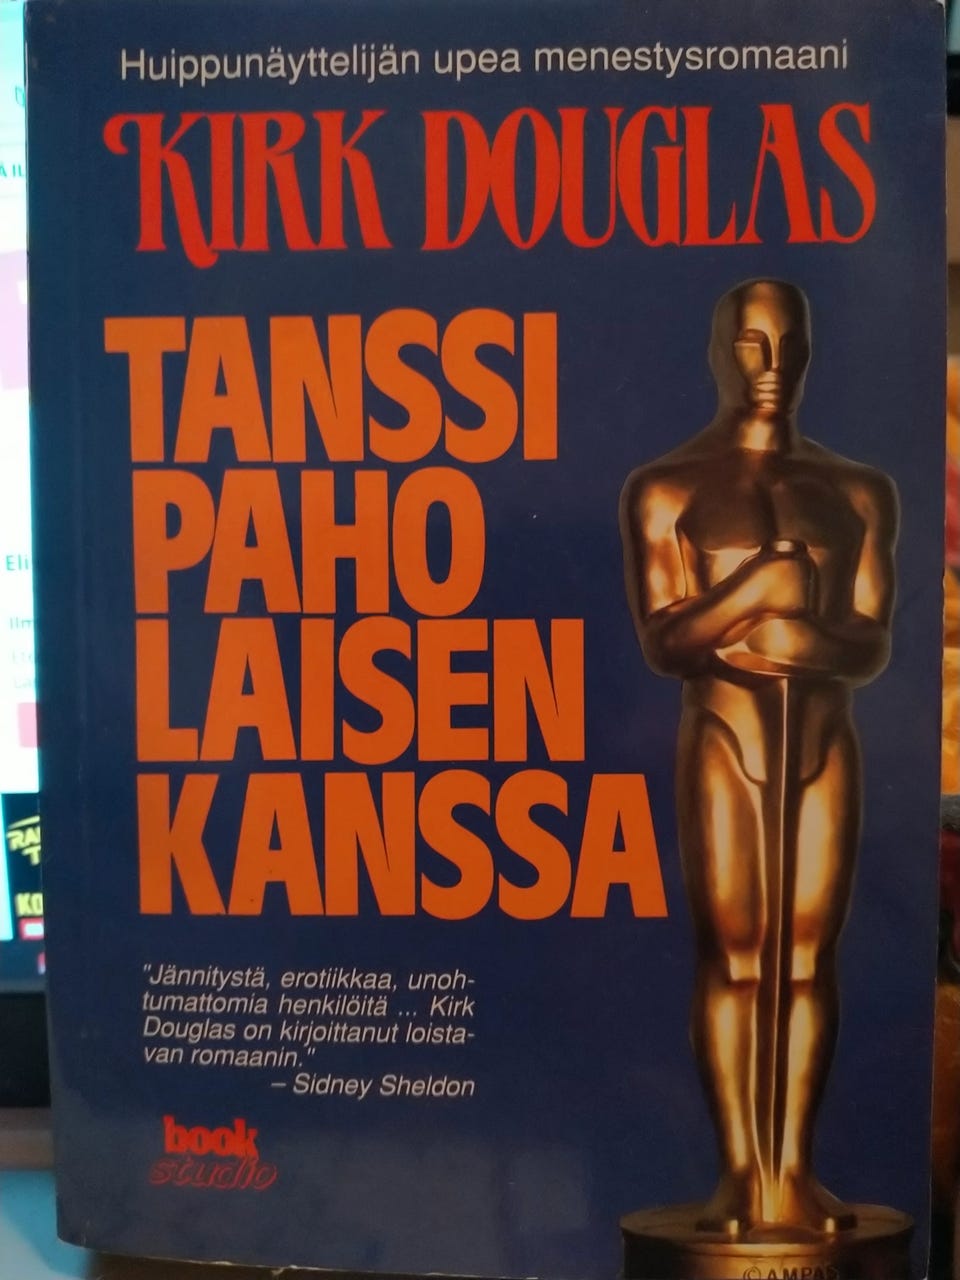 Huippunäyttelijän upea menestysromaani
KIRK DOUGLAS
TANSSI
PAHO
LAISEN
KANSSA
"Jännitystä, erotiikkaa, unoh-
tumattomia henkilöitä ... Kirk
Douglas on kirjoittanut loista-
van romaanin."
– Sidney Sheldon
book
studio